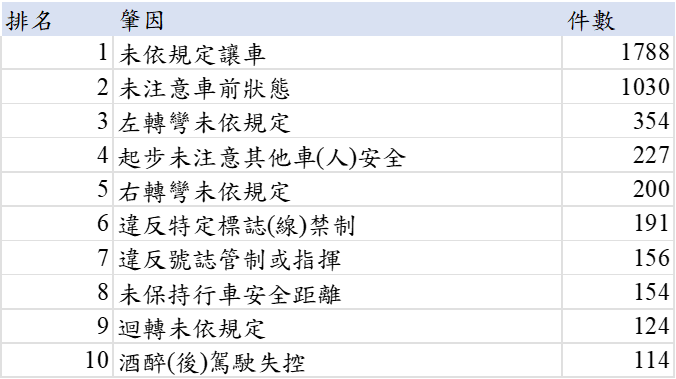 排名 肇因 件數
1 未依規定讓車 1788
2 未注意車前狀態 1030
3 左轉彎未依規定 354
4 起步未注意其他車(人)安全 227
5 右轉彎未依規定 200
6 違反特定標誌(線)禁制 191
7 違反號誌管制或指揮 156
8 未保持行車安全距離 154
9 迴轉未依規定 124
10 酒醉(後)駕駛失控 114